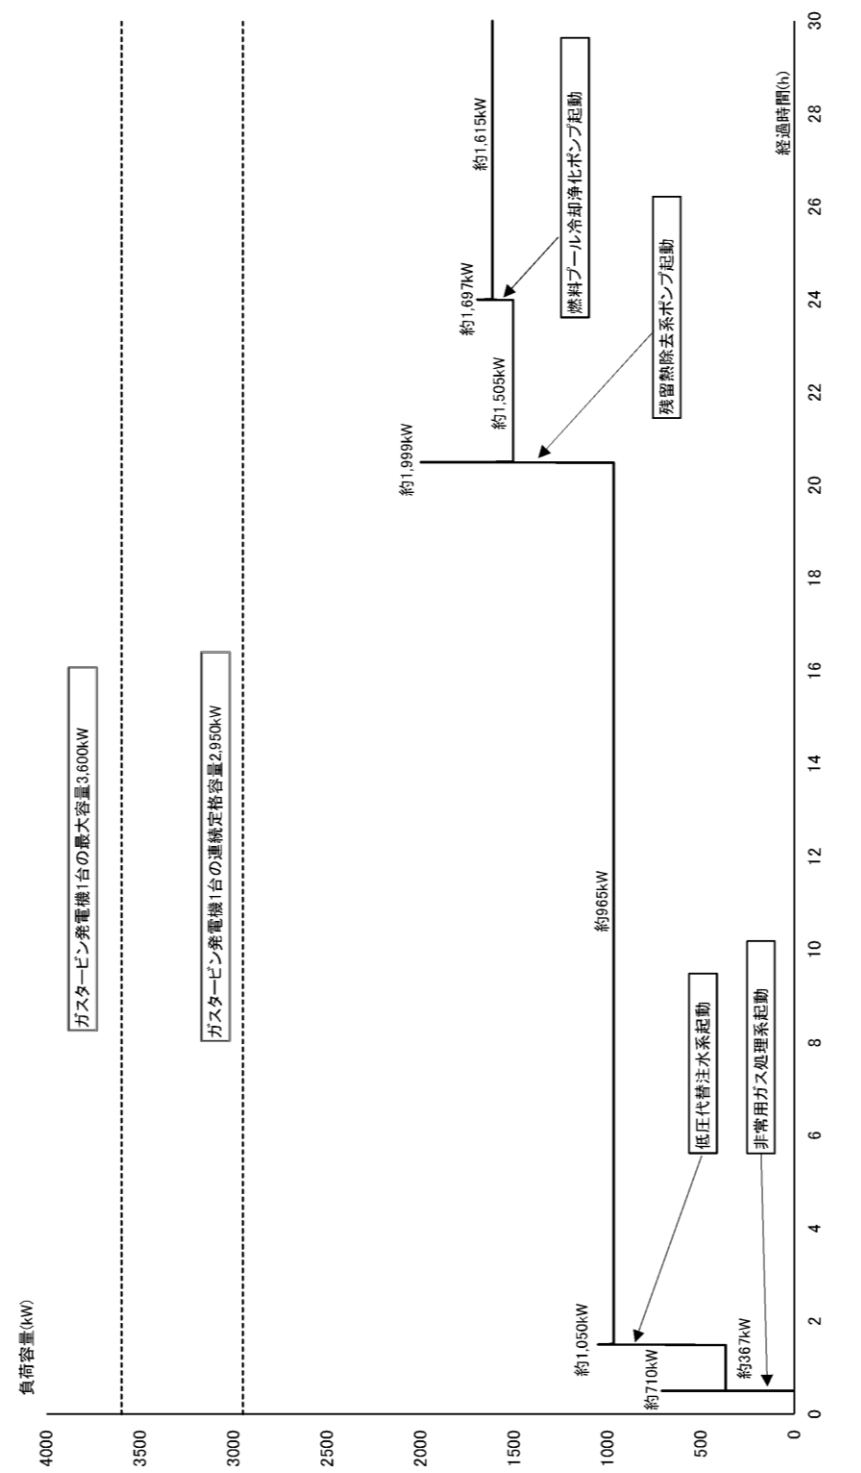 負荷容量(kW)
4000
3500
3000
2500
2000
1500
1000
500
0
ガスタービン発電機1台の最大容量3,600kW
ガスタービン発電機1台の連続定格容量2,950kW
約710kW
約367kW
非常用ガス処理系起動
約1,050kW
低圧代替注水系起動
約965kW
約1,999kW
残留熱除去系ポンプ起動
約1,505kW
約1,697kW
燃料プール冷却浄化ポンプ起動
約1,615kW
0
2
4
6
8
10
12
14
16
18
20
22
24
26
28
30
経過時間(h)